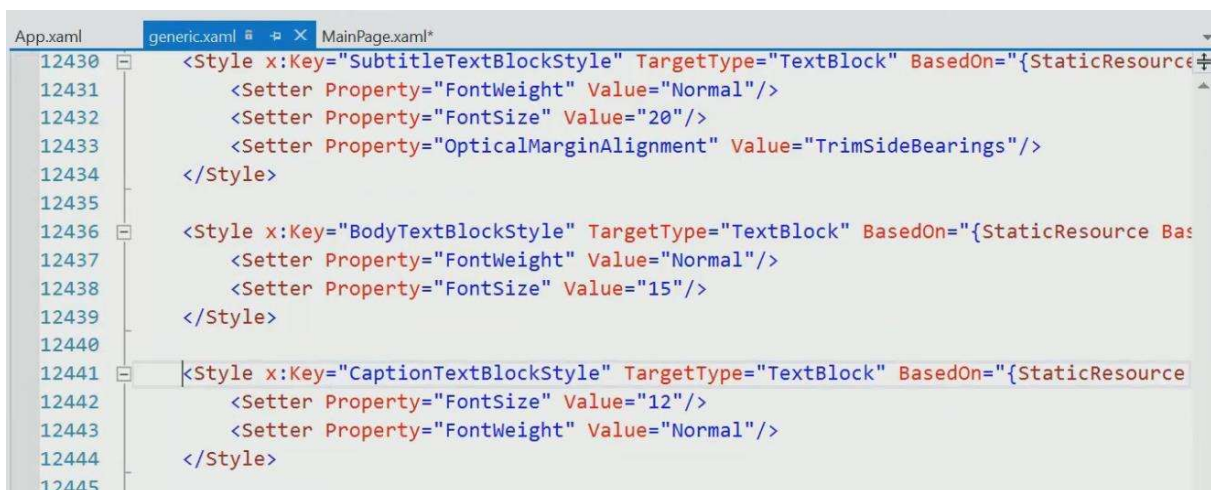 App.xaml generic.xaml MainPage.xaml*
12430 <Style x:Key="SubtitleTextBlockStyle" TargetType="TextBlock" BasedOn="{StaticResource
12431 <Setter Property="FontWeight" Value="Normal"/>
12432 <Setter Property="FontSize" Value="20"/>
12433 <Setter Property="OpticalMarginAlignment" Value="TrimSideBearings"/>
12434 </Style>
12435
12436 <Style x:Key="BodyTextBlockStyle" TargetType="TextBlock" BasedOn="{StaticResource Bas
12437 <Setter Property="FontWeight" Value="Normal"/>
12438 <Setter Property="FontSize" Value="15"/>
12439 </Style>
12440
12441 <Style x:Key="CaptionTextBlockStyle" TargetType="TextBlock" BasedOn="{StaticResource
12442 <Setter Property="FontSize" Value="12"/>
12443 <Setter Property="FontWeight" Value="Normal"/>
12444 </Style>
12445